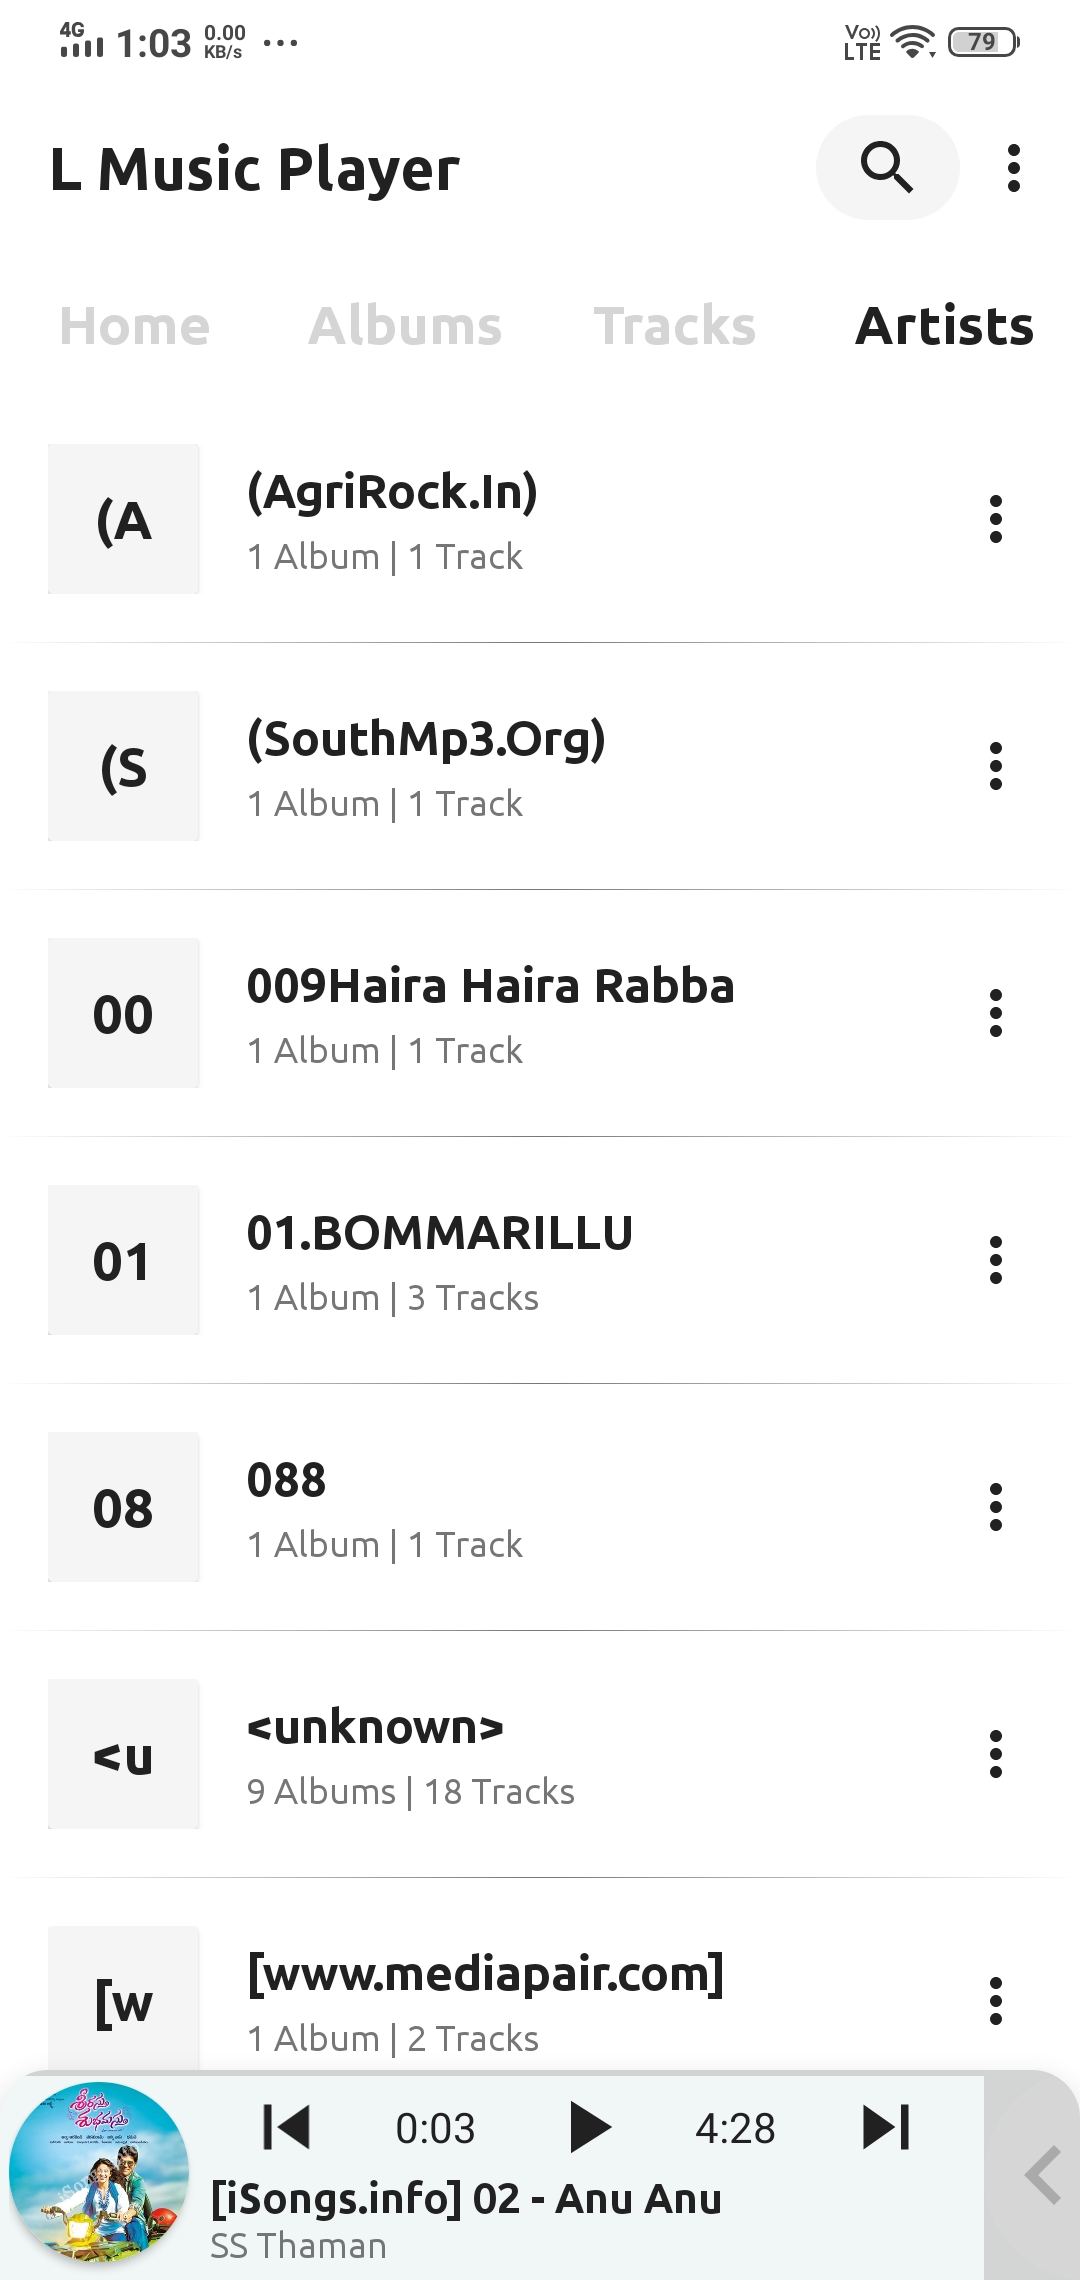 4G 1:03 0.00 KB/s ... Vo)) LTE 79
L Music Player
Home Albums Tracks Artists
(A
(AgriRock.In)
1 Album | 1 Track
(S
(SouthMp3.Org)
1 Album | 1 Track
00
009Haira Haira Rabba
1 Album | 1 Track
01
01.BOMMARILLU
1 Album | 3 Tracks
08
088
1 Album | 1 Track
<u
<unknown>
9 Albums | 18 Tracks
[w
[www.mediapair.com]
1 Album | 2 Tracks
శ్రీరస్తు
శుభమస్తు
0:03 4:28
[iSongs.info] 02 - Anu Anu
SS Thaman